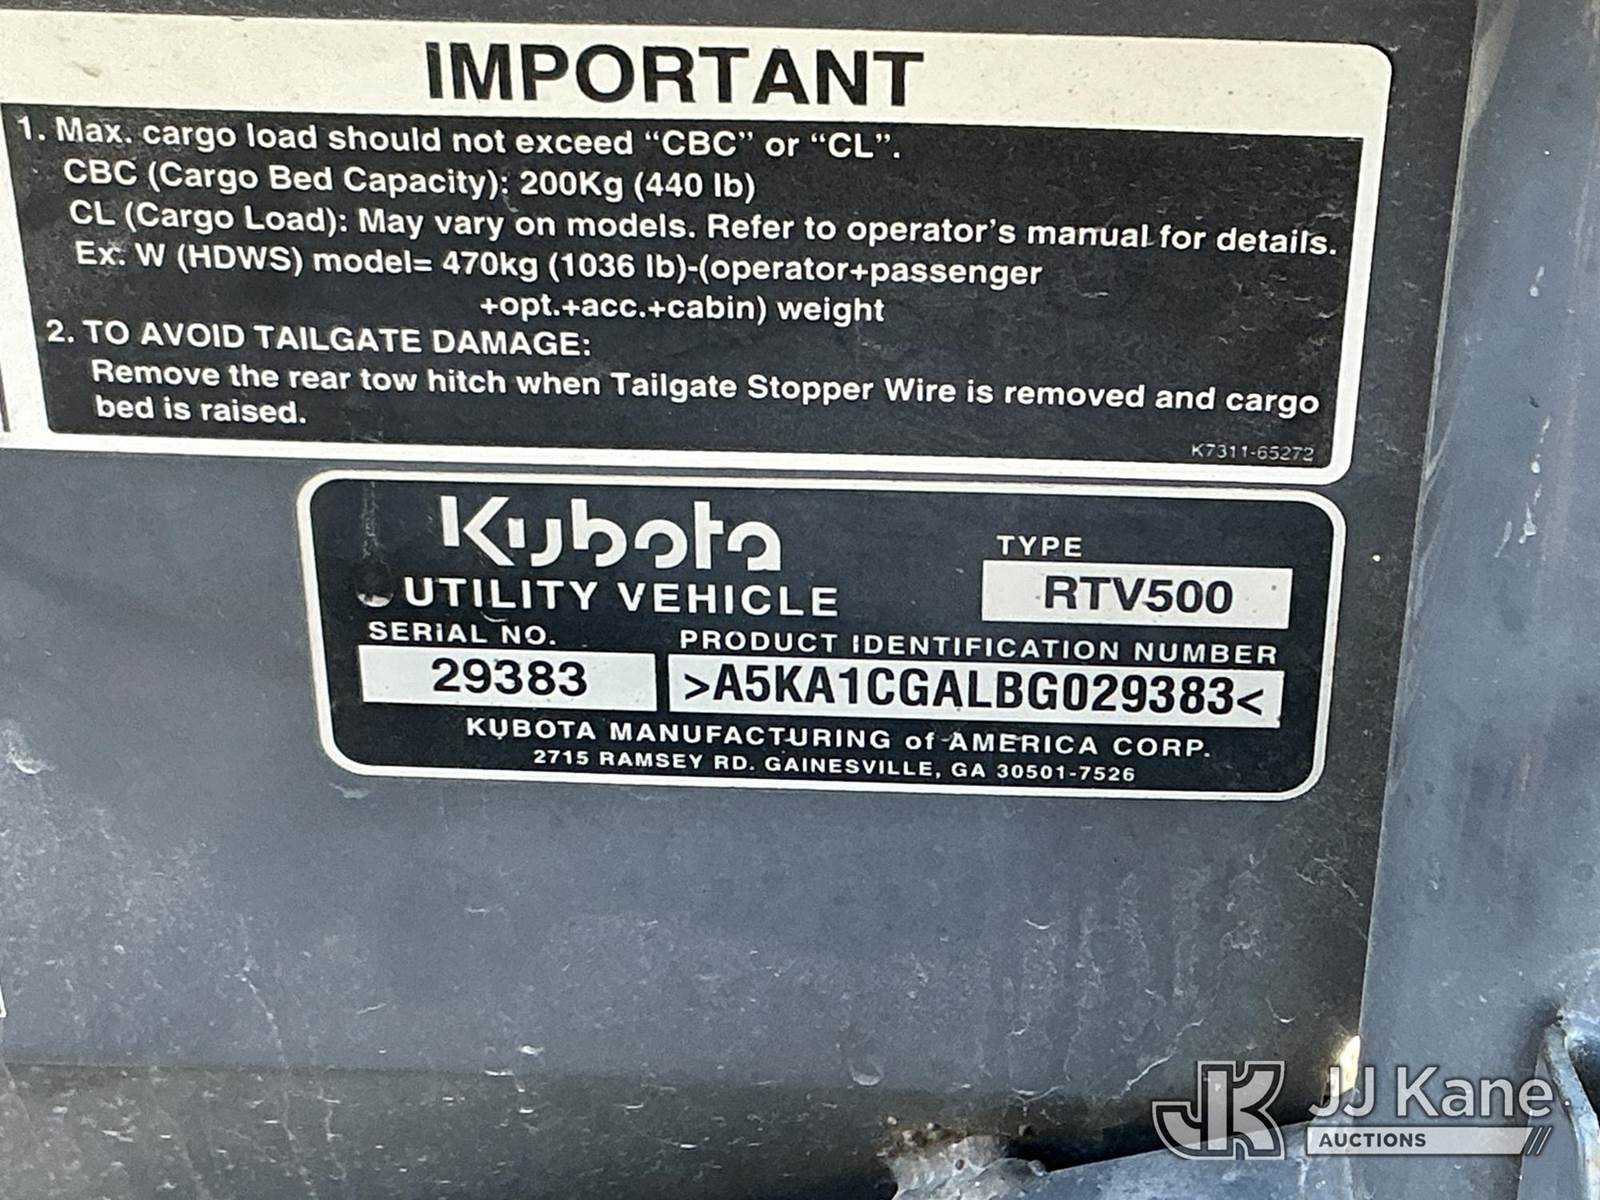 IMPORTANT
1. Max. cargo load should not exceed “CBC” or “CL”.
CBC (Cargo Bed Capacity): 200Kg (440 lb)
CL (Cargo Load): May vary on models. Refer to operator’s manual for details.
Ex. W (HDWS) model= 470kg (1036 lb)-(operator+passenger
+opt.+acc.+cabin) weight
2. TO AVOID TAILGATE DAMAGE:
Remove the rear tow hitch when Tailgate Stopper Wire is removed and cargo
bed is raised.
K7311-65272
Kubota
UTILITY VEHICLE
TYPE
RTV500
SERIAL NO.
29383
PRODUCT IDENTIFICATION NUMBER
>A5KA1CGALBG029383<
KUBOTA MANUFACTURING of AMERICA CORP.
2715 RAMSEY RD. GAINESVILLE, GA 30501-7526
JK JJ Kane
AUCTIONS